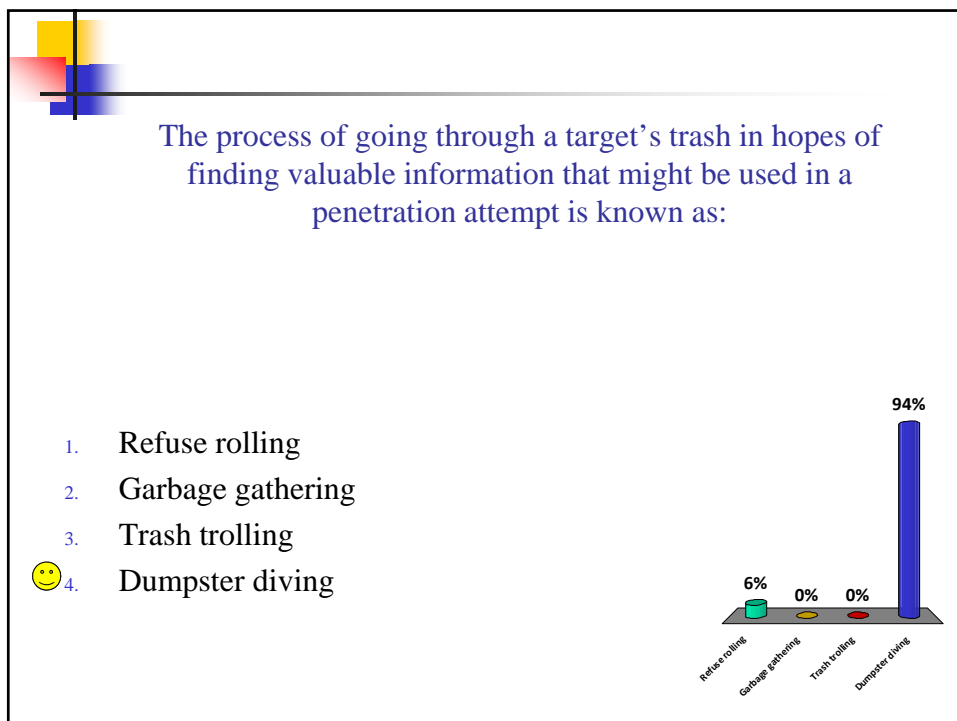 The process of going through a target’s trash in hopes of
finding valuable information that might be used in a
penetration attempt is known as:
1. Refuse rolling
2. Garbage gathering
3. Trash trolling
4. Dumpster diving
94%
6%
0%
0%
Refuse rolling
Garbage gathering
Trash trolling
Dumpster diving